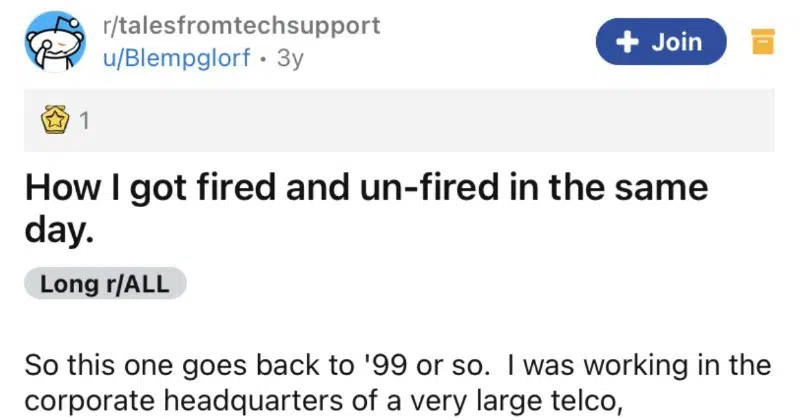 r/talesfromtechsupport
u/Blempglorf • 3y
+ Join
1
How I got fired and un-fired in the same
day.
Long r/ALL
So this one goes back to '99 or so.  I was working in the
corporate headquarters of a very large telco,